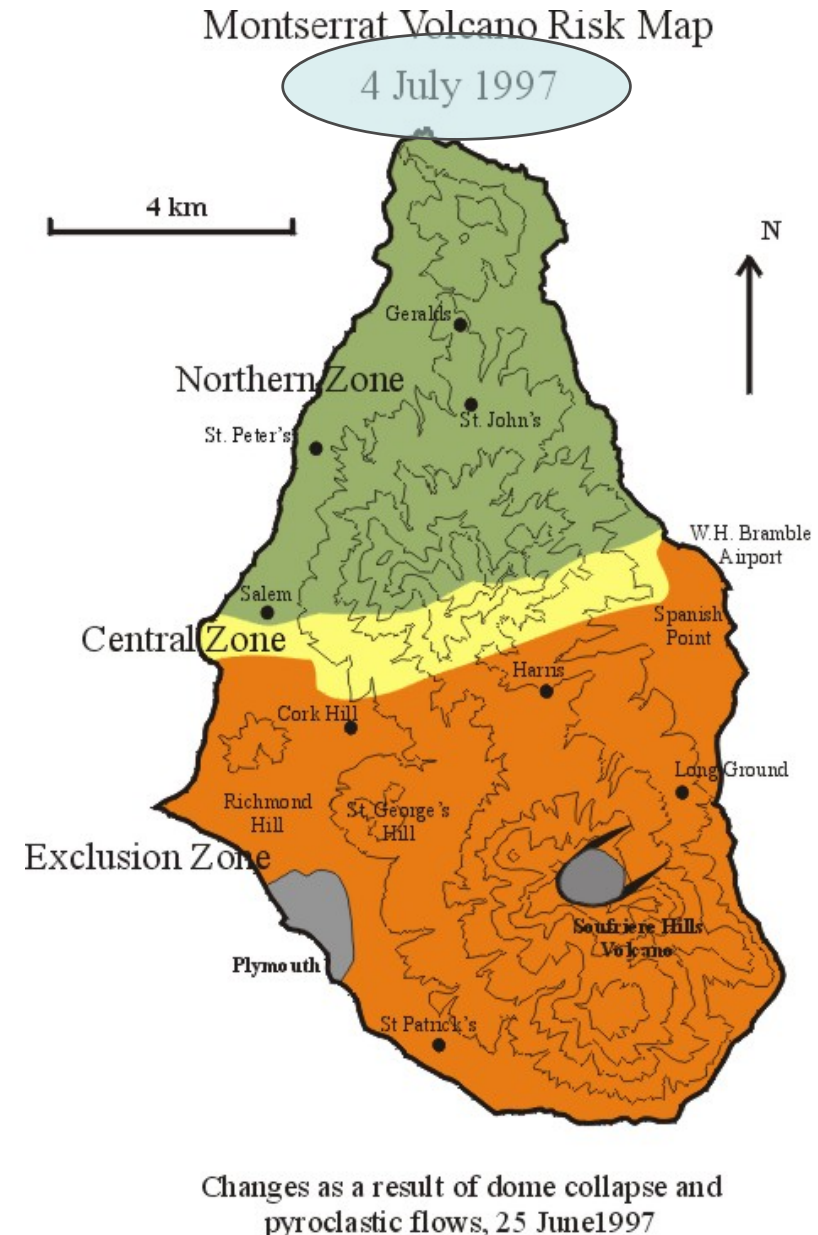 Montserrat Volcano Risk Map
4 July 1997
4 km
N
Geralds
Northern Zone
St. John's
St. Peter's
W.H. Bramble
Airport
Salem
Spanish
Point
Central Zone
Harris
Cork Hill
Long Ground
Richmond
Hill
St. George's
Hill
Exclusion Zone
Soufriere Hills
Volcano
Plymouth
St Patrick's
Changes as a result of dome collapse and
pyroclastic flows, 25 June1997